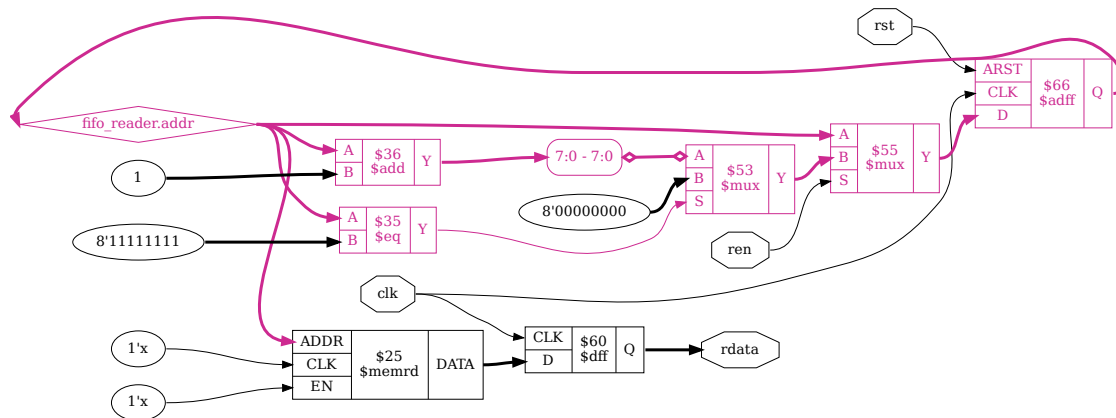 rst
ARST
CLK
D
$66
$adff
Q
fifo_reader.addr
A
B
$36
$add
Y
7:0 - 7:0
A
B
S
$53
$mux
Y
A
B
S
$55
$mux
Y
1
8'00000000
A
B
$35
$eq
Y
8'11111111
ren
clk
1'x
1'x
ADDR
CLK
EN
$25
$memrd
DATA
CLK
D
$60
$dff
Q
rdata